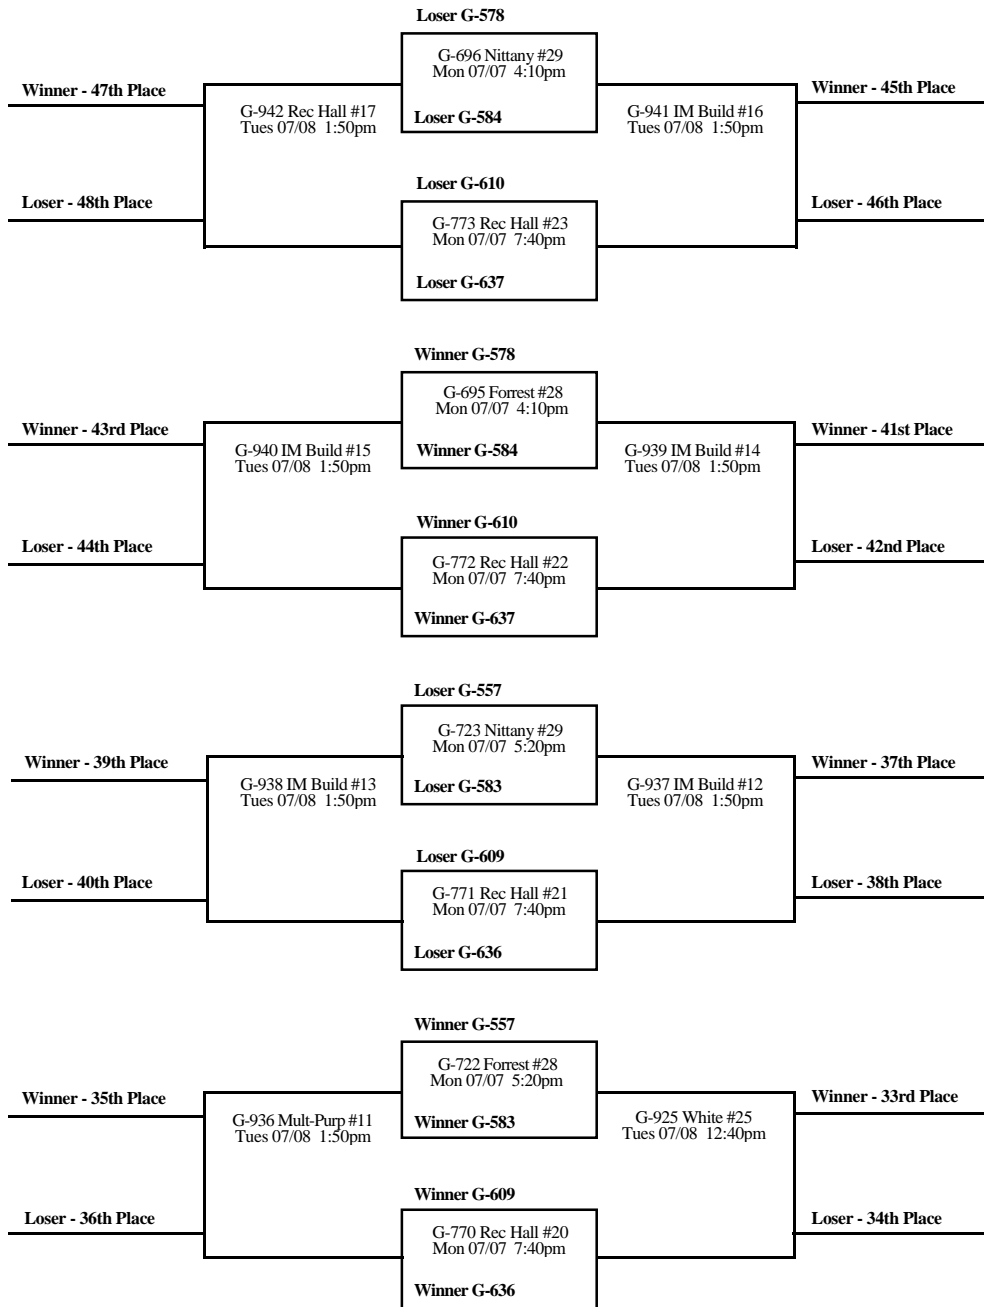 Loser G-578
G-696 Nittany #29
Mon 07/07 4:10pm
Winner - 47th Place
Winner - 45th Place
G-942 Rec Hall #17
Tues 07/08 1:50pm
Loser G-584
G-941 IM Build #16
Tues 07/08 1:50pm
Loser G-610
Loser - 48th Place
Loser - 46th Place
G-773 Rec Hall #23
Mon 07/07 7:40pm
Loser G-637
Winner G-578
G-695 Forrest #28
Mon 07/07 4:10pm
Winner - 43rd Place
Winner - 41st Place
G-940 IM Build #15
Tues 07/08 1:50pm
Winner G-584
G-939 IM Build #14
Tues 07/08 1:50pm
Winner G-610
Loser - 44th Place
Loser - 42nd Place
G-772 Rec Hall #22
Mon 07/07 7:40pm
Winner G-637
Loser G-557
G-723 Nittany #29
Mon 07/07 5:20pm
Winner - 39th Place
Winner - 37th Place
G-938 IM Build #13
Tues 07/08 1:50pm
Loser G-583
G-937 IM Build #12
Tues 07/08 1:50pm
Loser G-609
Loser - 40th Place
Loser - 38th Place
G-771 Rec Hall #21
Mon 07/07 7:40pm
Loser G-636
Winner G-557
G-722 Forrest #28
Mon 07/07 5:20pm
Winner - 35th Place
Winner - 33rd Place
G-936 Mult-Purp #11
Tues 07/08 1:50pm
Winner G-583
G-925 White #25
Tues 07/08 12:40pm
Winner G-609
Loser - 36th Place
Loser - 34th Place
G-770 Rec Hall #20
Mon 07/07 7:40pm
Winner G-636